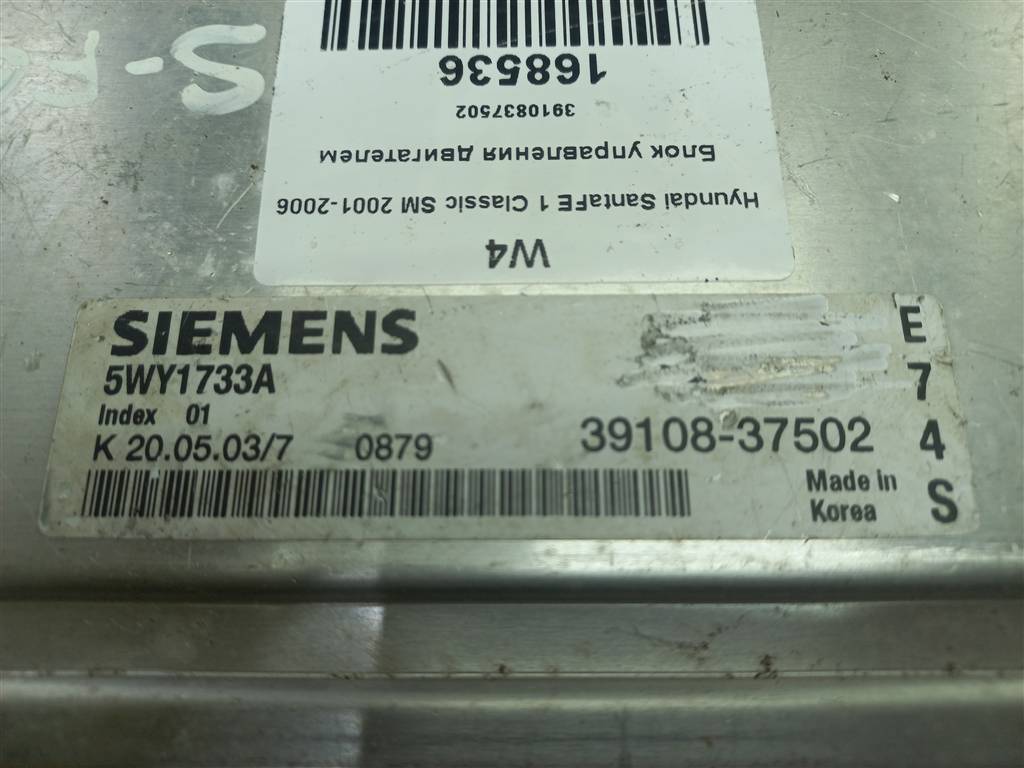 W4
Hyundai SantaFE 1 Classic SM 2001-2006
Блок управления двигателем
3910837502
168536
SIEMENS
5WY1733A
Index 01
K 20.05.03/7 0879
39108-37502
Made in
Korea
E
7
4
S